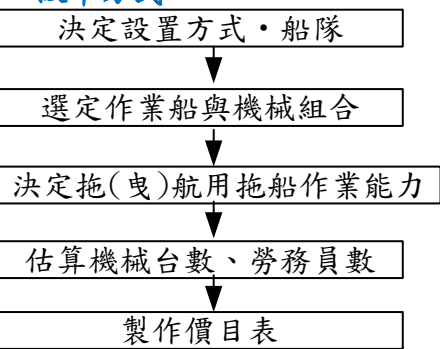 決定設置方式・船隊
選定作業船與機械組合
決定拖(曳)航用拖船作業能力
估算機械台數、勞務員數
製作價目表